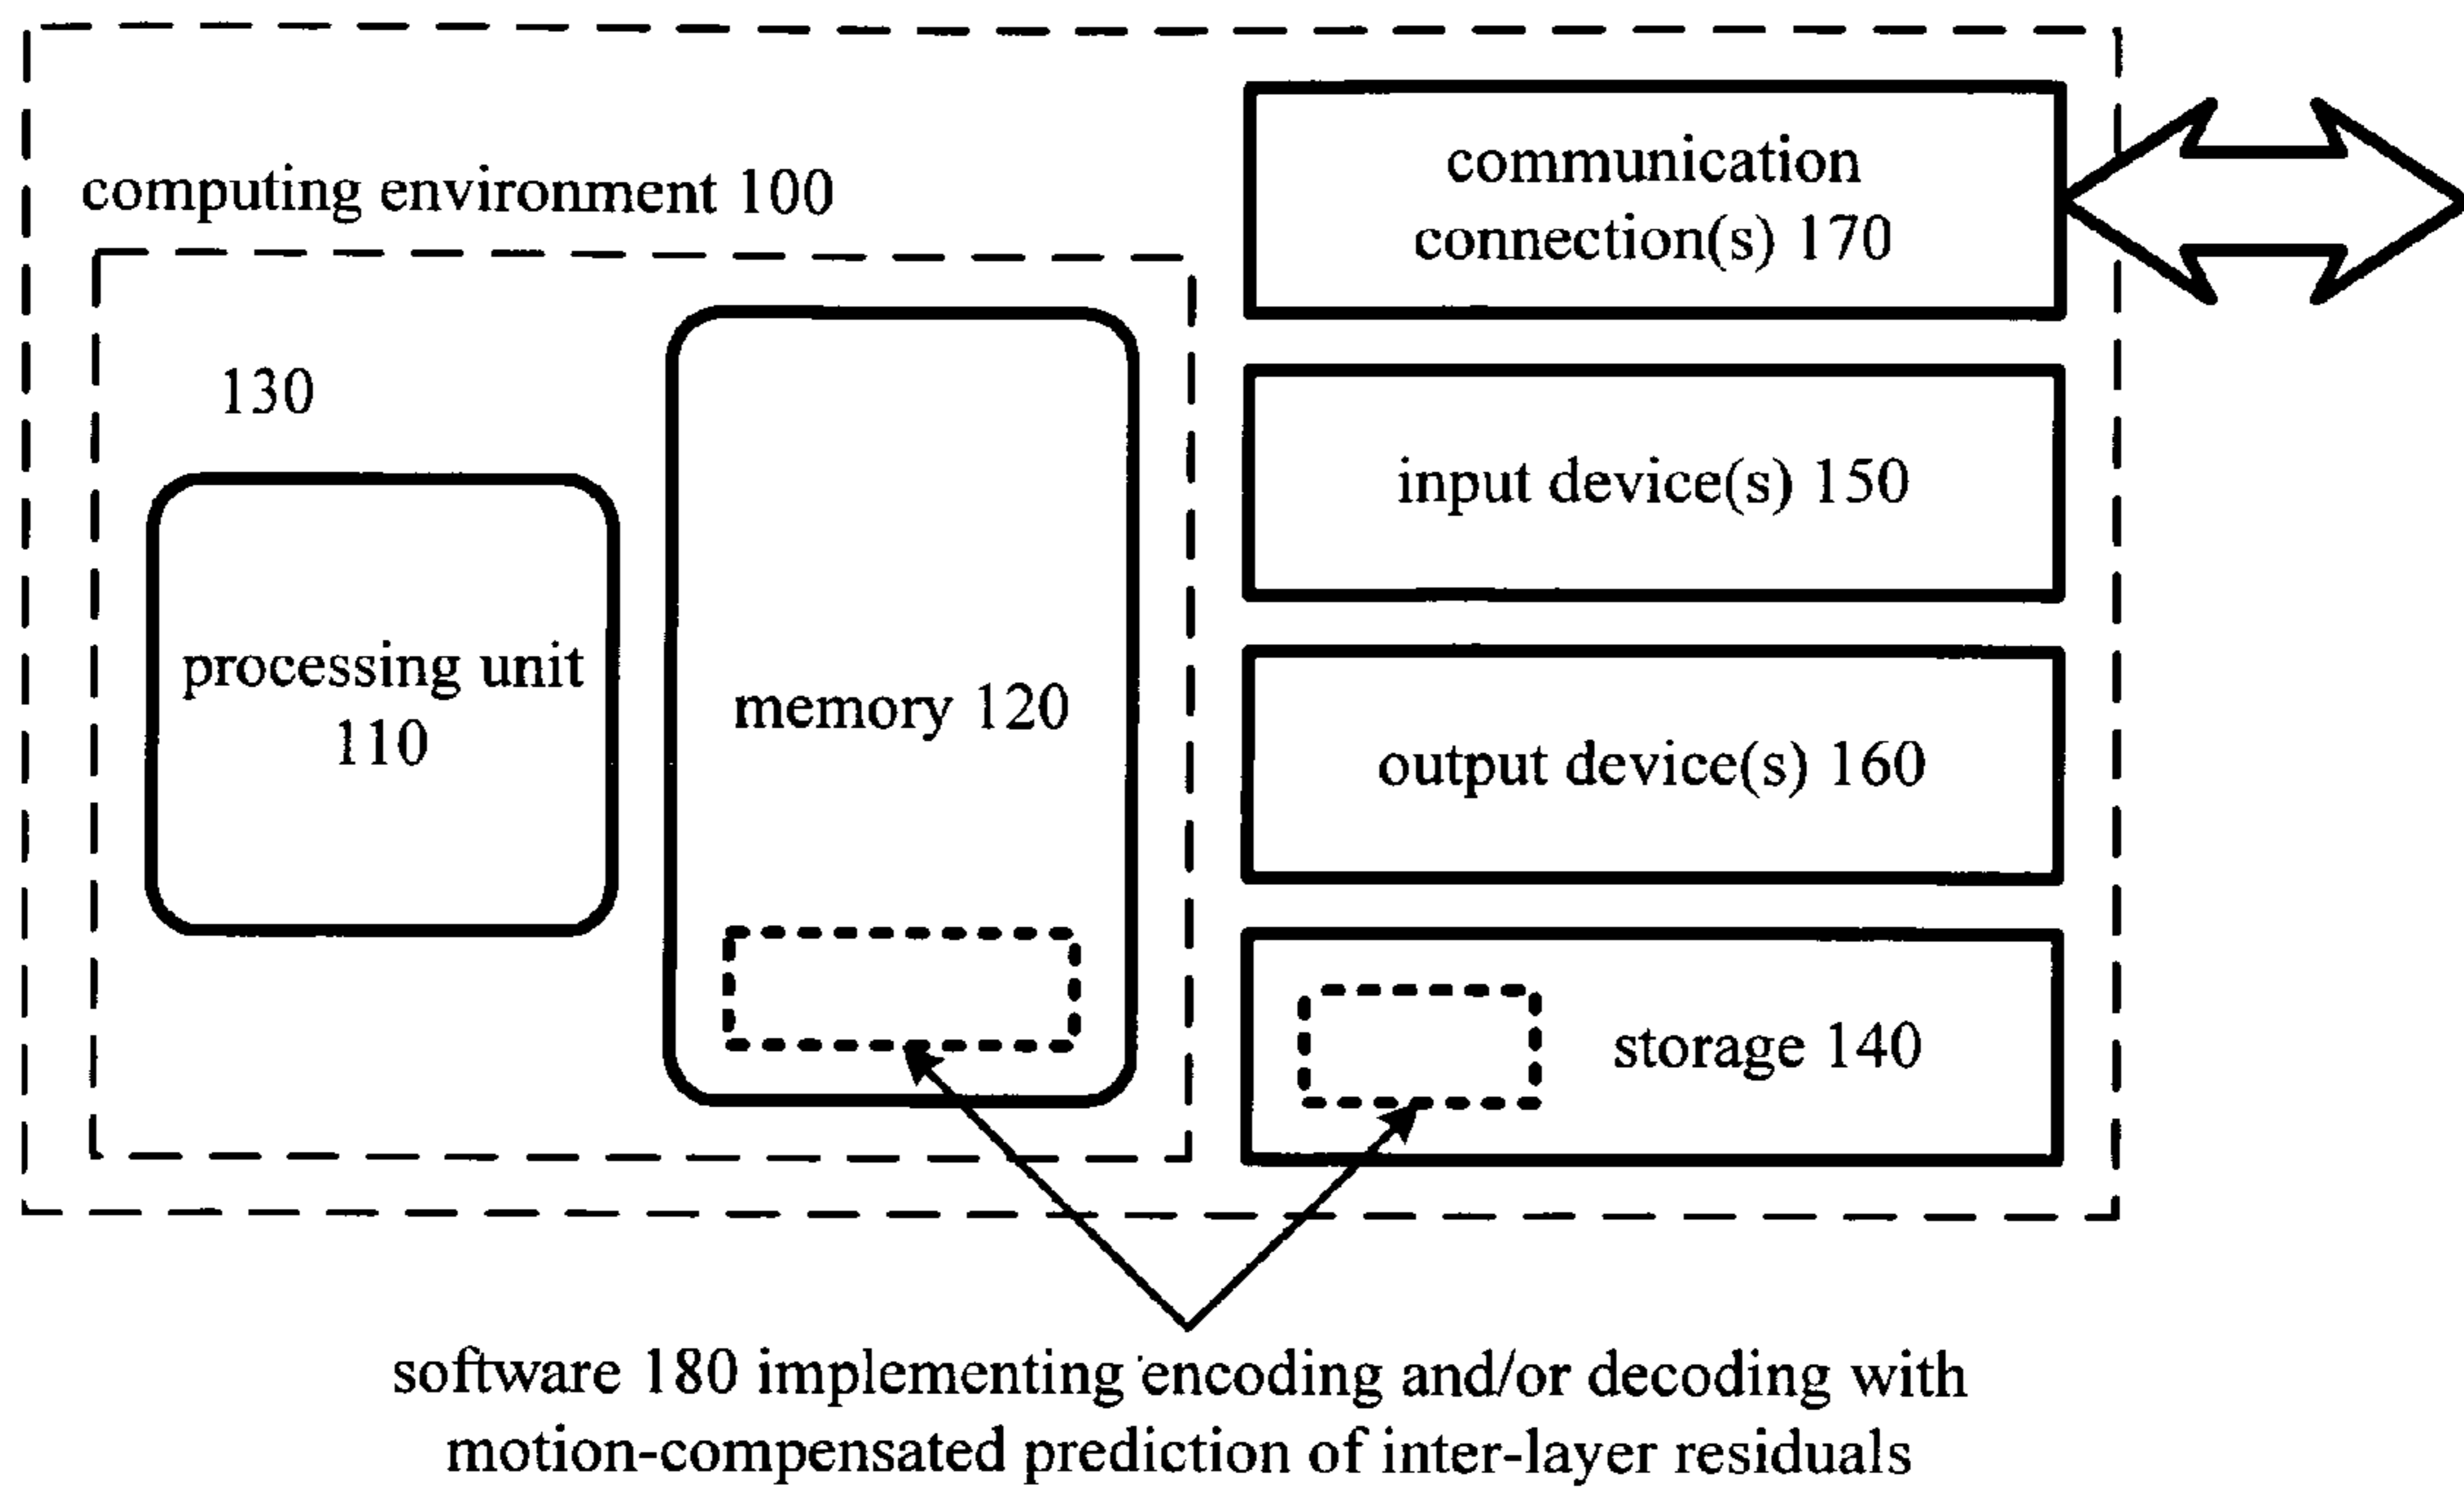 computing environment 100
130
processing unit
110
memory 120
communication
connection(s) 170
input device(s) 150
output device(s) 160
storage 140
software 180 implementing encoding and/or decoding with
motion-compensated prediction of inter-layer residuals